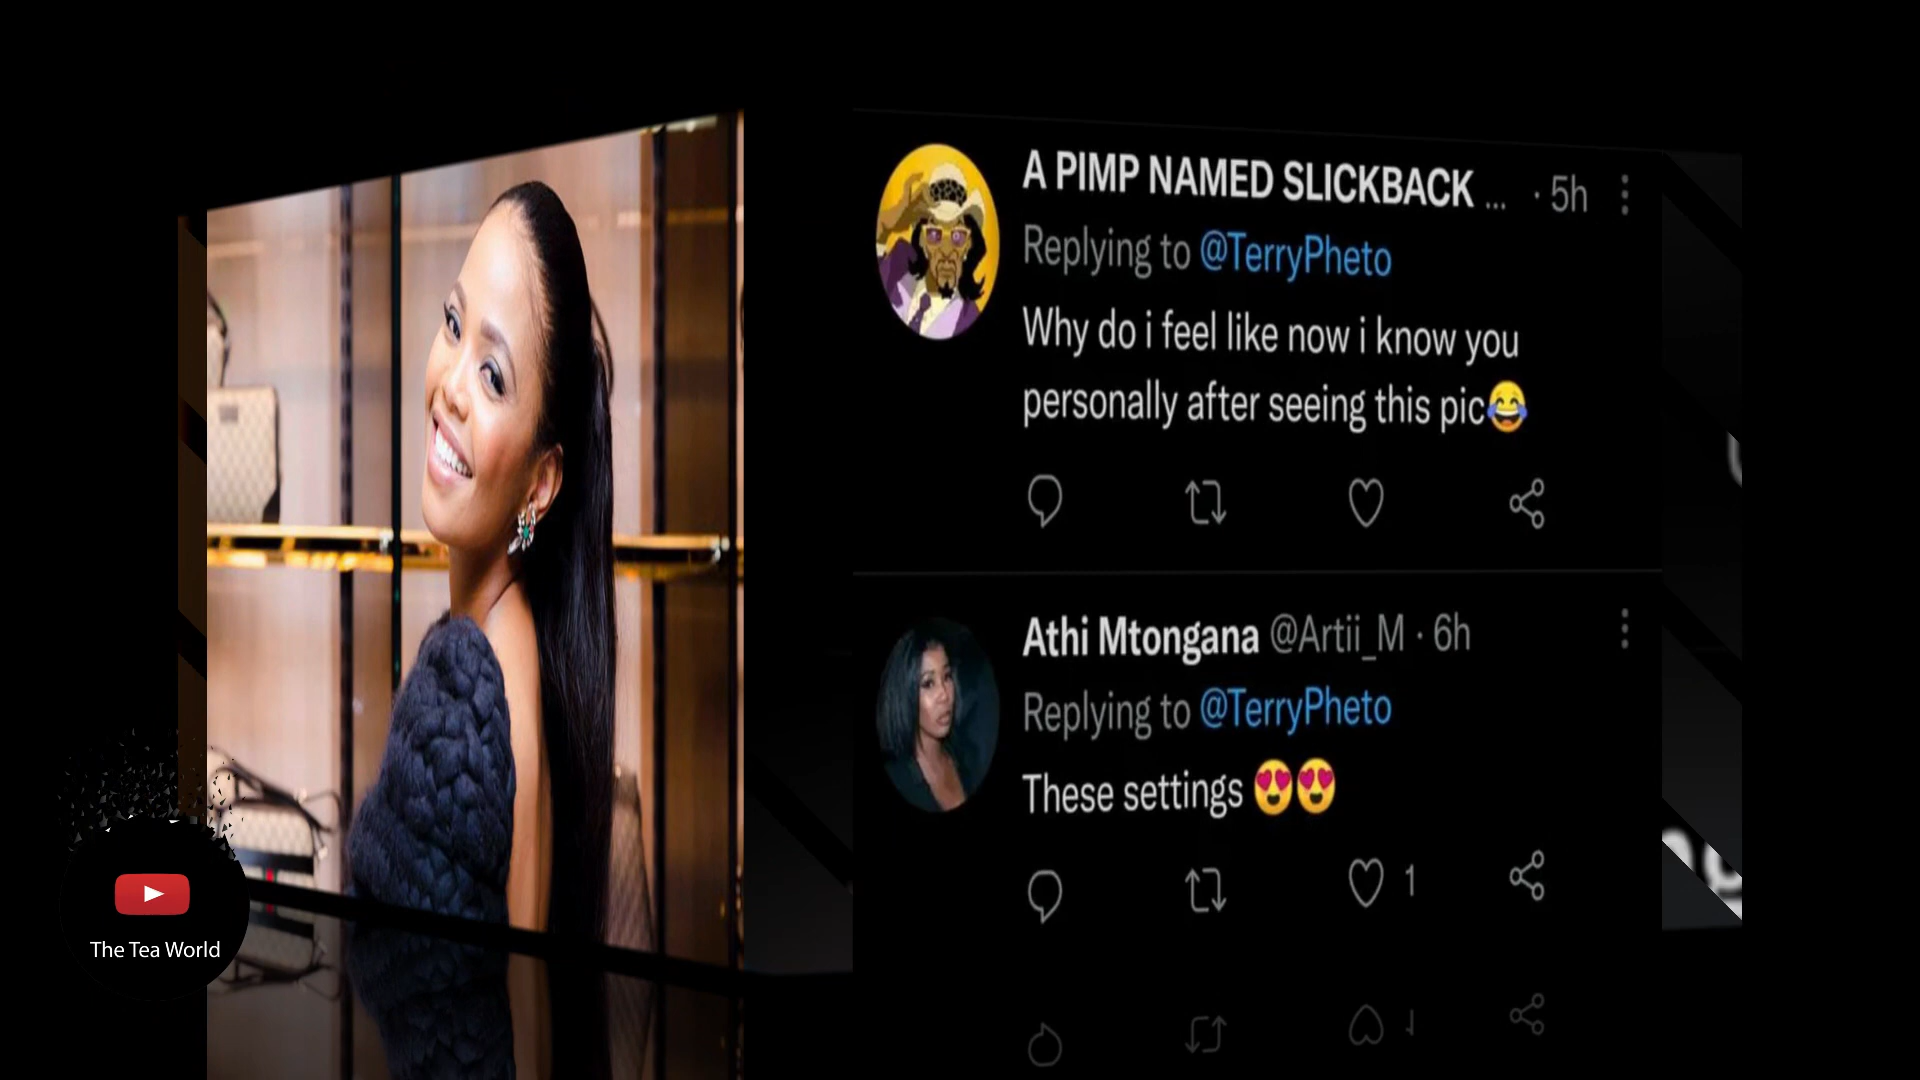 A PIMP NAMED SLICKBACK ... · 5h
Replying to @TerryPheto
Why do i feel like now i know you
personally after seeing this pic😂
Athi Mtongana @Artii_M · 6h
Replying to @TerryPheto
These settings 😍😍
1
The Tea World